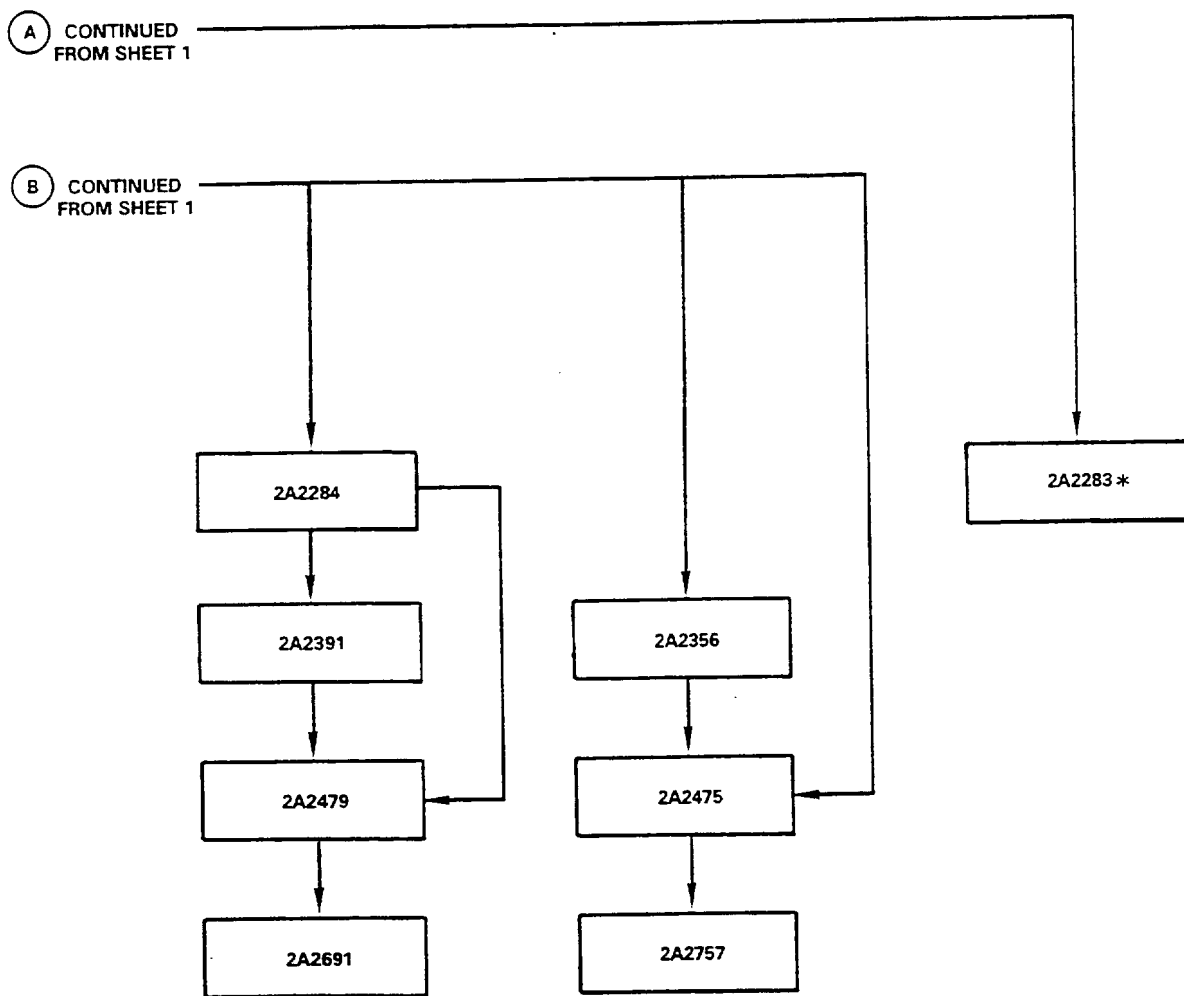 A CONTINUED
FROM SHEET 1
B CONTINUED
FROM SHEET 1
2A2284
2A2283*
2A2391
2A2356
2A2479
2A2475
2A2691
2A2757